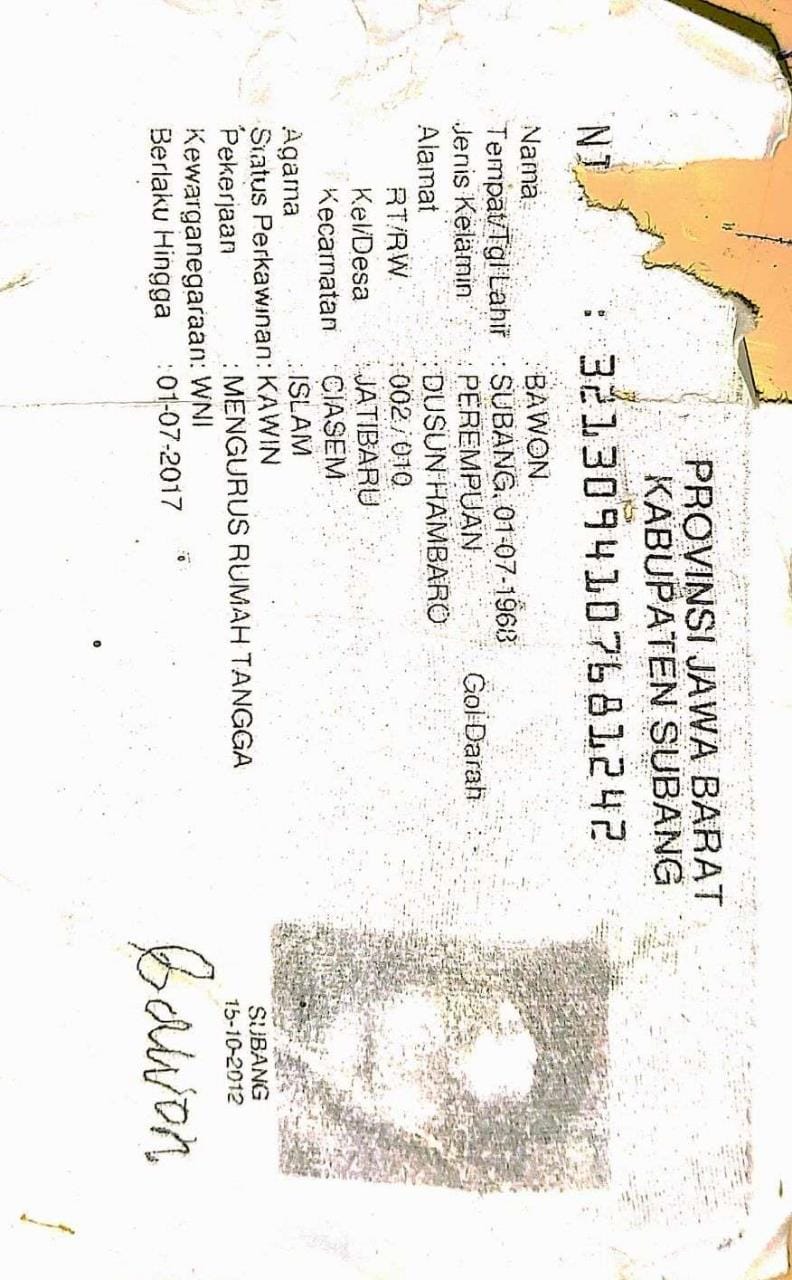 PROVINSI JAWA BARAT
KABUPATEN SUBANG
: 3213094107681242
Nama : BAWON
Tempat/Tgl Lahir : SUBANG, 01-07-1968
Jenis Kelamin : PEREMPUAN Gol Darah :
Alamat : DUSUN HAMBARO
RT/RW : 002 / 010
Kel/Desa : JATIBARU
Kecamatan : CIASEM
Agama : ISLAM
Status Perkawinan : KAWIN
Pekerjaan : MENGURUS RUMAH TANGGA
Kewarganegaraan: WNI
Berlaku Hingga : 01-07-2017
SUBANG
15-10-2012
Bawon